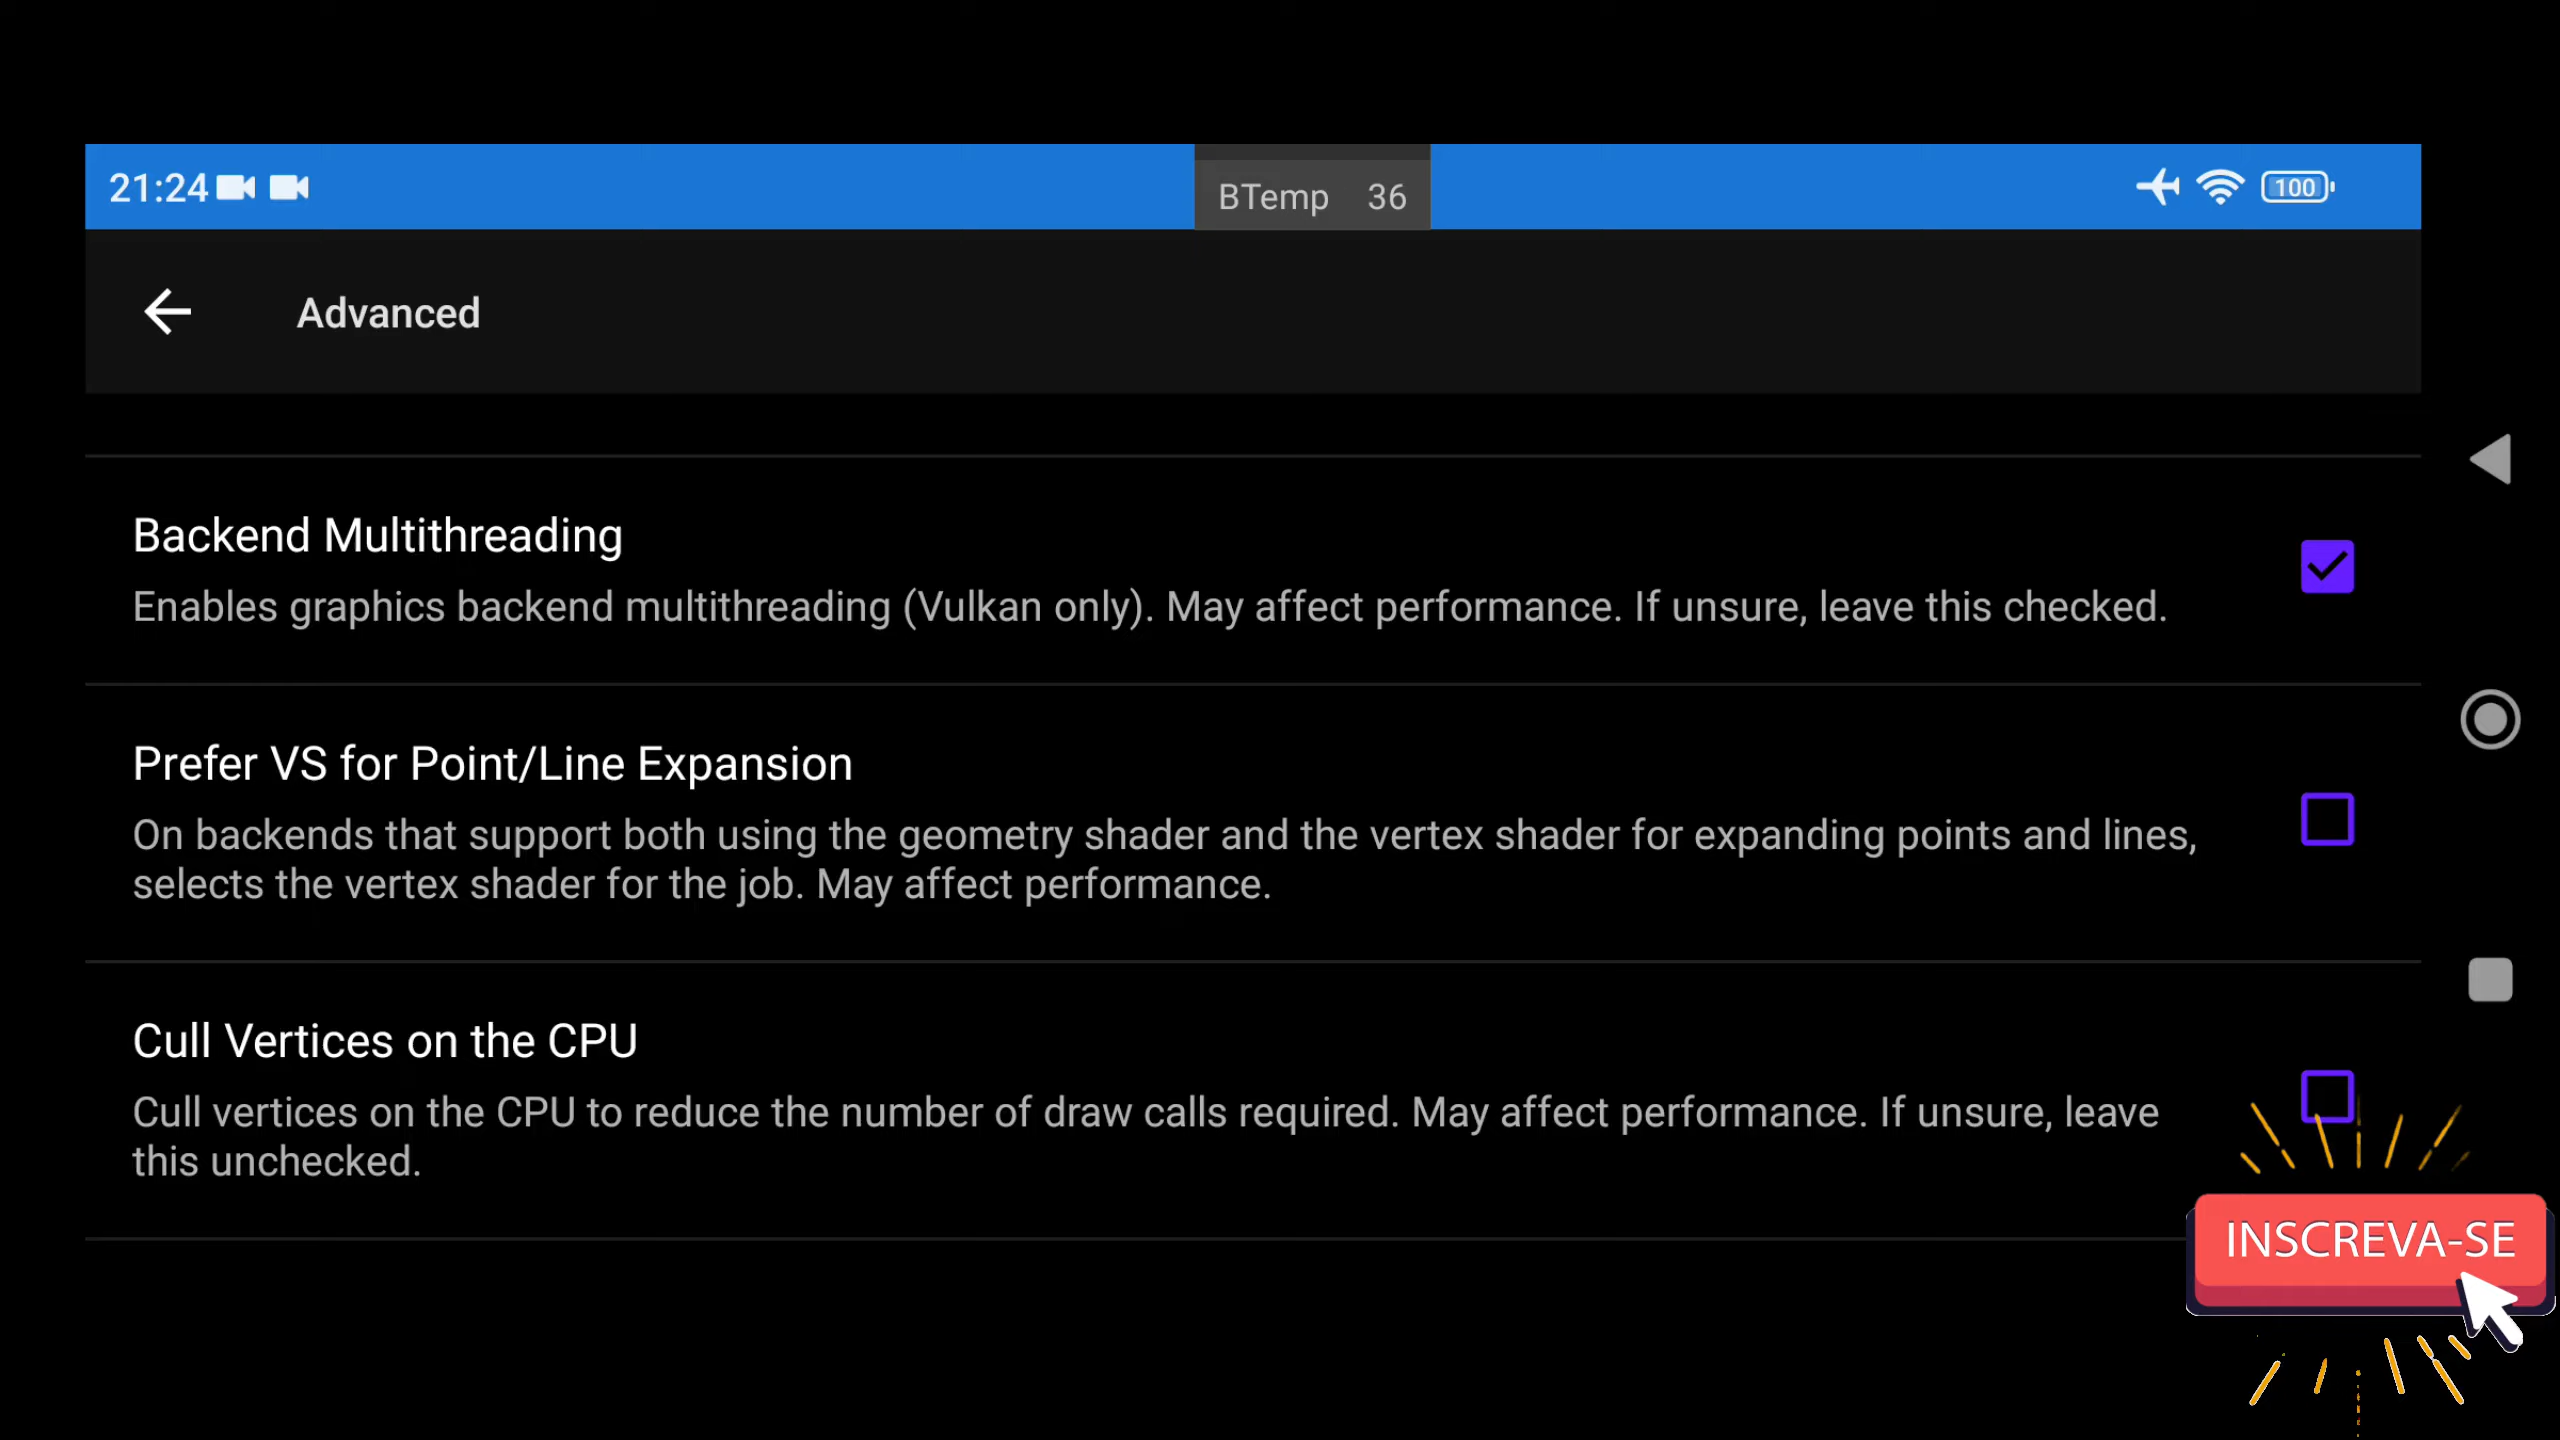 21:24
BTemp 36
100
Advanced
Backend Multithreading
Enables graphics backend multithreading (Vulkan only). May affect performance. If unsure, leave this checked.
Prefer VS for Point/Line Expansion
On backends that support both using the geometry shader and the vertex shader for expanding points and lines,
selects the vertex shader for the job. May affect performance.
Cull Vertices on the CPU
Cull vertices on the CPU to reduce the number of draw calls required. May affect performance. If unsure, leave
this unchecked.
INSCREVA-SE